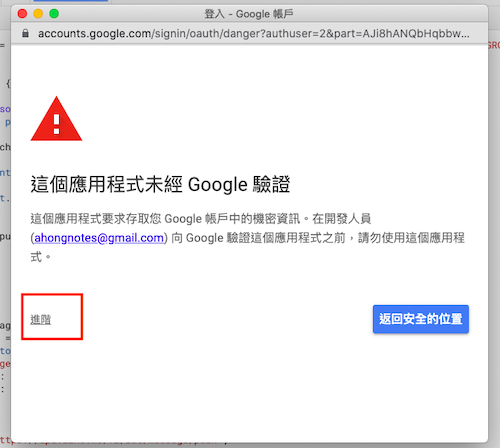 登入 - Google 帳戶
accounts.google.com/signin/oauth/danger?authuser=2&part=AJi8hANQbHqbbw...
這個應用程式未經 Google 驗證
這個應用程式要求存取您 Google 帳戶中的機密資訊。在開發人員
(ahongnotes@gmail.com) 向 Google 驗證這個應用程式之前，請勿使用這個應用程
式。
進階
返回安全的位置